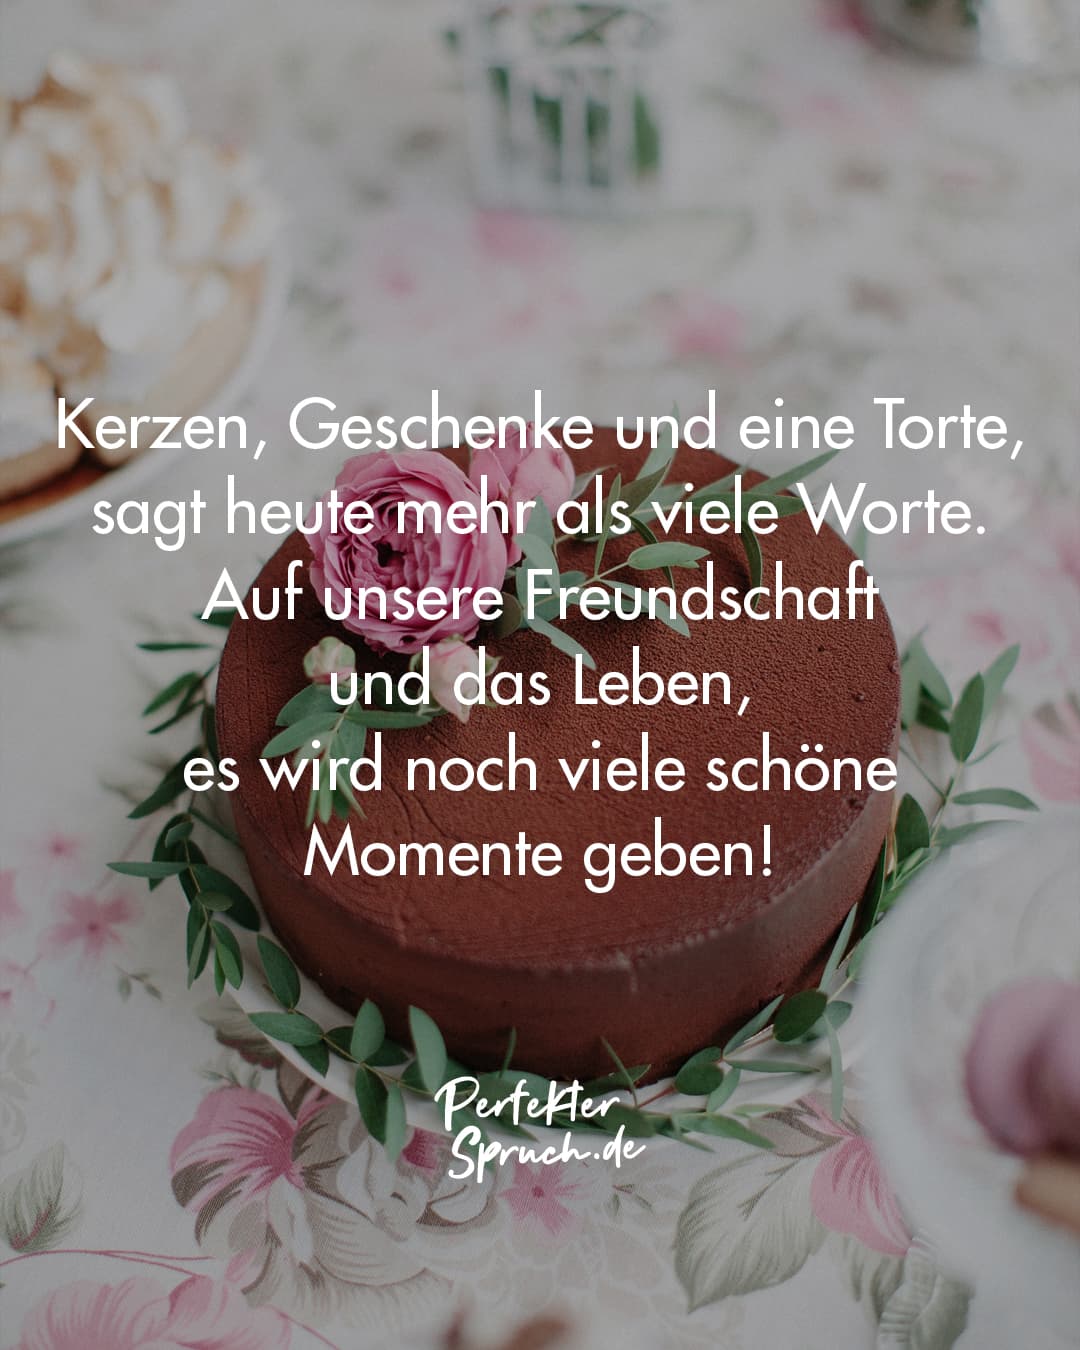 Kerzen, Geschenke und eine Torte,
sagt heute mehr als viele Worte.
Auf unsere Freundschaft
und das Leben,
es wird noch viele schöne
Momente geben!
Perfekter
Spruch.de